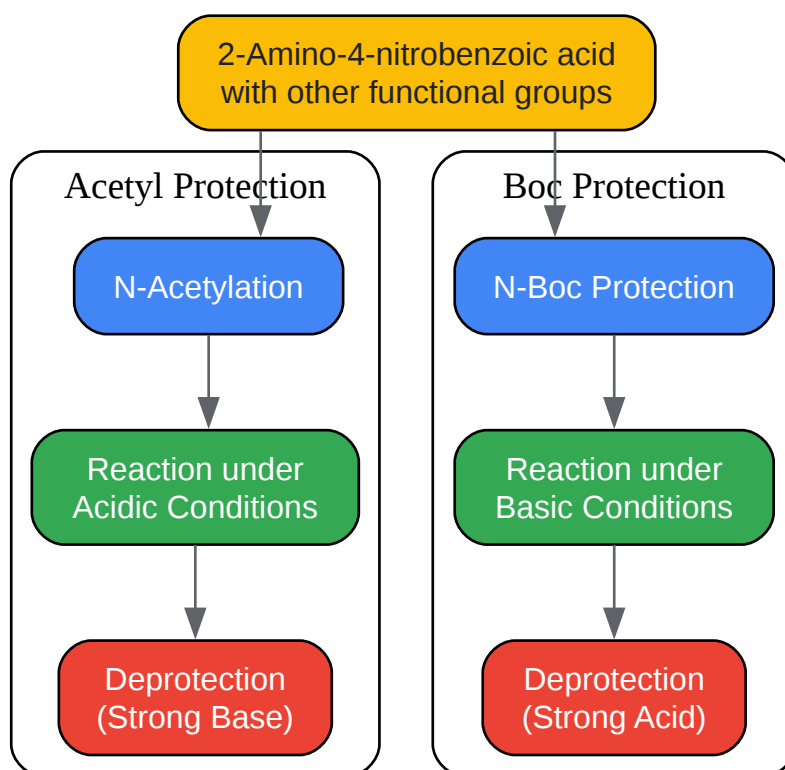 2-Amino-4-nitrobenzoic acid
with other functional groups
Acetyl Protection
N-Acetylation
Reaction under
Acidic Conditions
Deprotection
(Strong Base)
Boc Protection
N-Boc Protection
Reaction under
Basic Conditions
Deprotection
(Strong Acid)